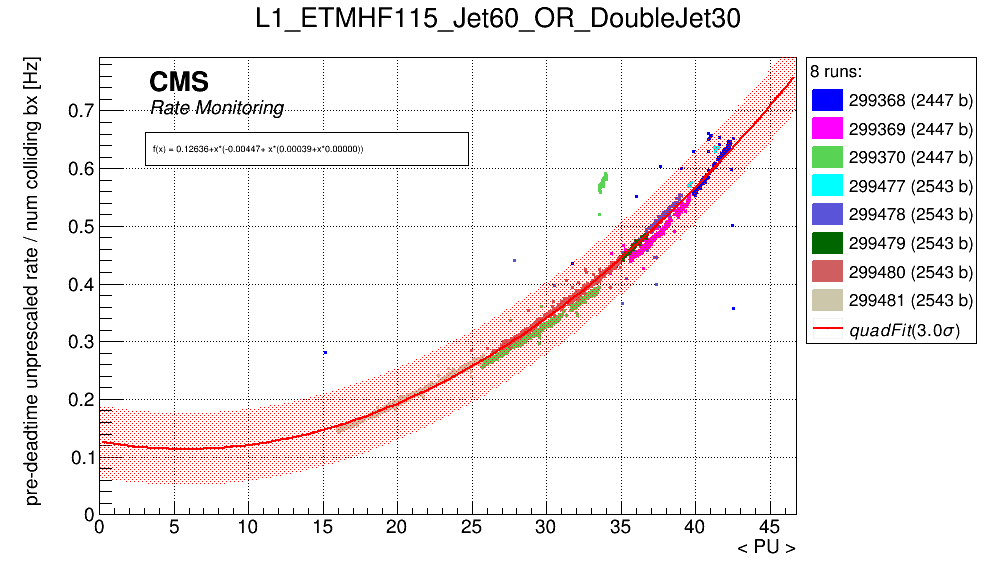 L1_ETMHF115_Jet60_OR_DoubleJet30
pre-deadtime unprescaled rate / num colliding bx [Hz]
CMS
Rate Monitoring
f(x) = 0.12636+x*(-0.00447+ x*(0.00039+x*0.00000))
0.7
0.6
0.5
0.4
0.3
0.2
0.1
0
0 5 10 15 20 25 30 35 40 45
< PU >
8 runs:
299368 (2447 b)
299369 (2447 b)
299370 (2447 b)
299477 (2543 b)
299478 (2543 b)
299479 (2543 b)
299480 (2543 b)
299481 (2543 b)
quadFit(3.0σ)